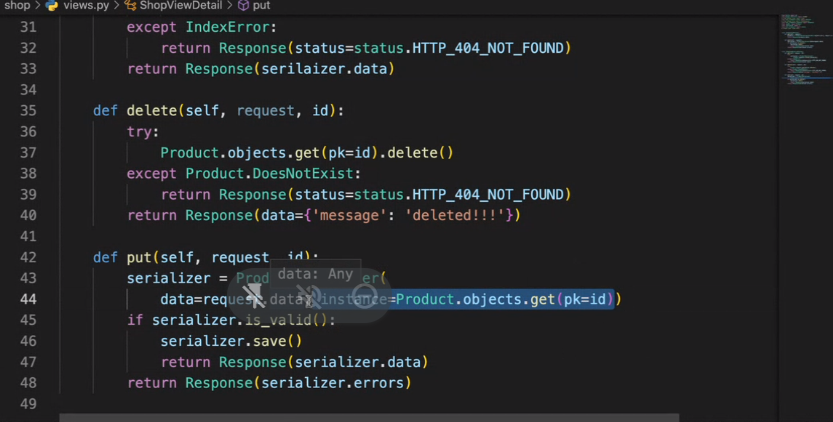 shop > views.py > ShopViewDetail > put
31 except IndexError:
32 return Response(status=status.HTTP_404_NOT_FOUND)
33 return Response(serilaizer.data)
34
35 def delete(self, request, id):
36 try:
37 Product.objects.get(pk=id).delete()
38 except Product.DoesNotExist:
39 return Response(status=status.HTTP_404_NOT_FOUND)
40 return Response(data={'message': 'deleted!!!'})
41
42 def put(self, request, id):
data: Any
43 serializer = Prod er(
44 data=request.data, instance=Product.objects.get(pk=id))
45 if serializer.is_valid():
46 serializer.save()
47 return Response(serializer.data)
48 return Response(serializer.errors)
49